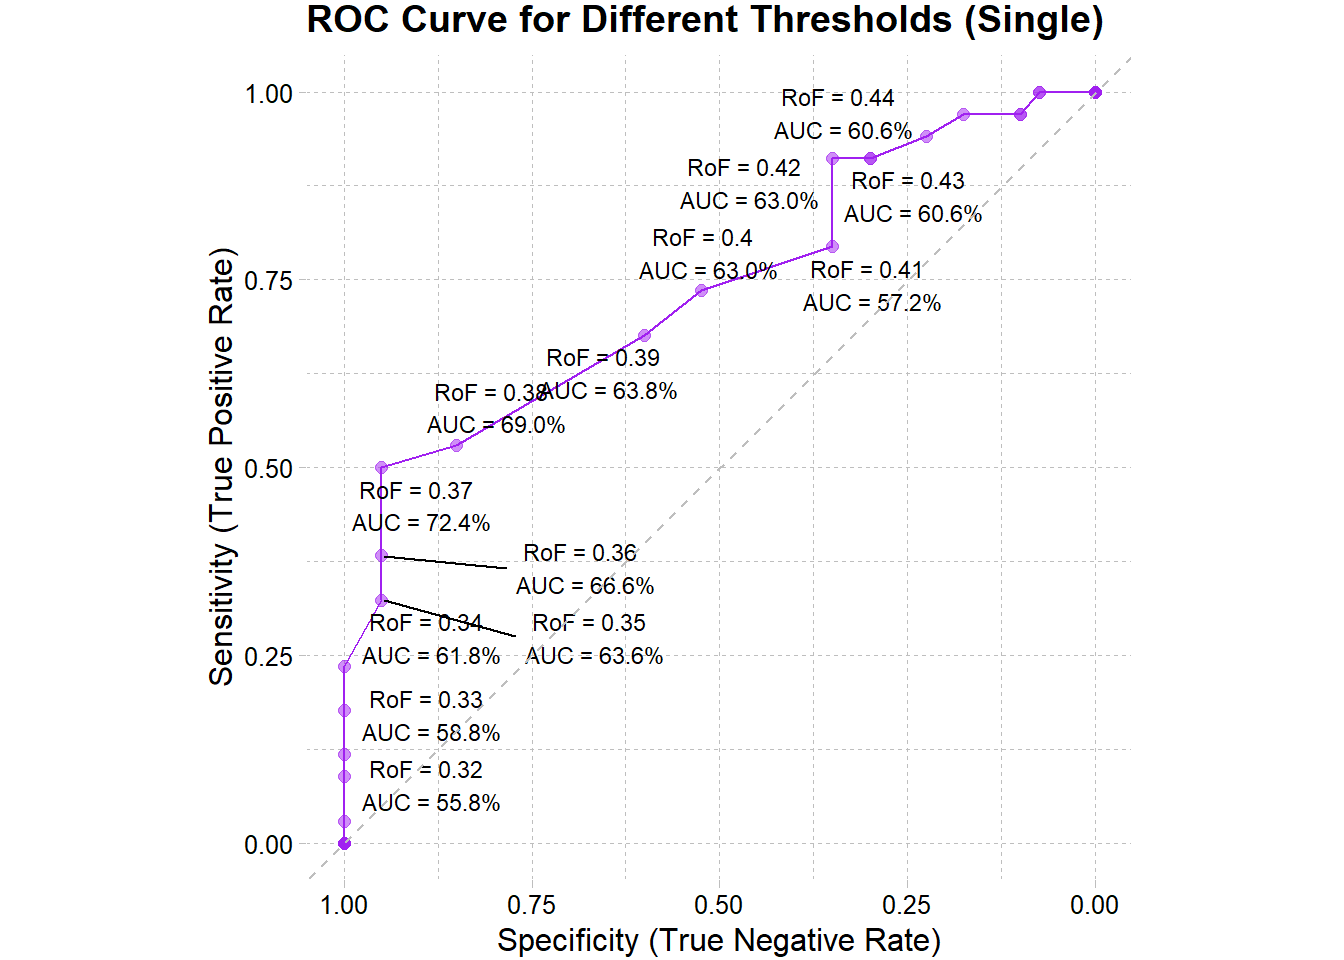 ROC Curve for Different Thresholds (Single)
Sensitivity (True Positive Rate)
1.00
0.75
0.50
0.25
0.00
RoF = 0.44
AUC = 60.6%
RoF = 0.42
AUC = 63.0%
RoF = 0.43
AUC = 60.6%
RoF = 0.4
AUC = 63.0%
RoF = 0.41
AUC = 57.2%
RoF = 0.39
AUC = 63.8%
RoF = 0.38
AUC = 69.0%
RoF = 0.37
AUC = 72.4%
RoF = 0.36
AUC = 66.6%
RoF = 0.34
AUC = 61.8%
RoF = 0.35
AUC = 63.6%
RoF = 0.33
AUC = 58.8%
RoF = 0.32
AUC = 55.8%
1.00
0.75
0.50
0.25
0.00
Specificity (True Negative Rate)